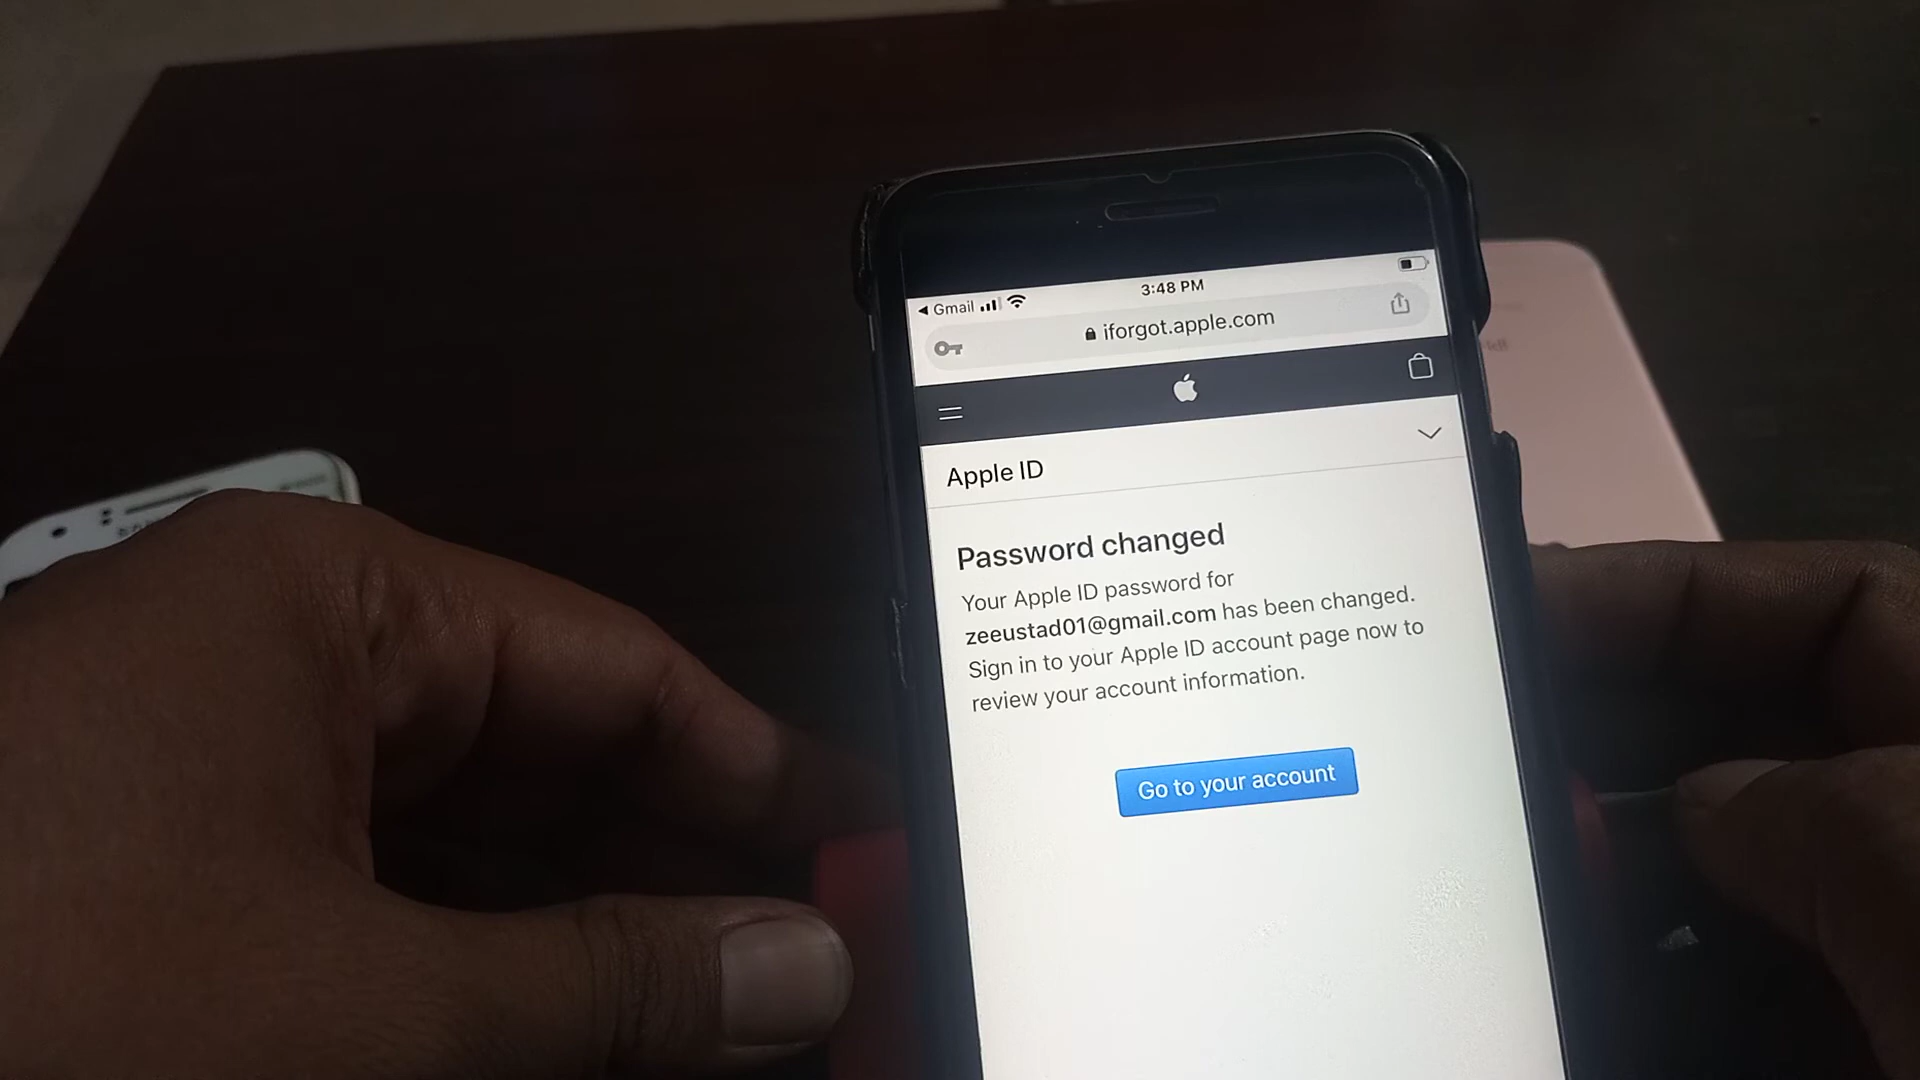 Gmail
3:48 PM
iforgot.apple.com
Apple ID
Password changed
Your Apple ID password for
zeeustad01@gmail.com has been changed.
Sign in to your Apple ID account page now to
review your account information.
Go to your account